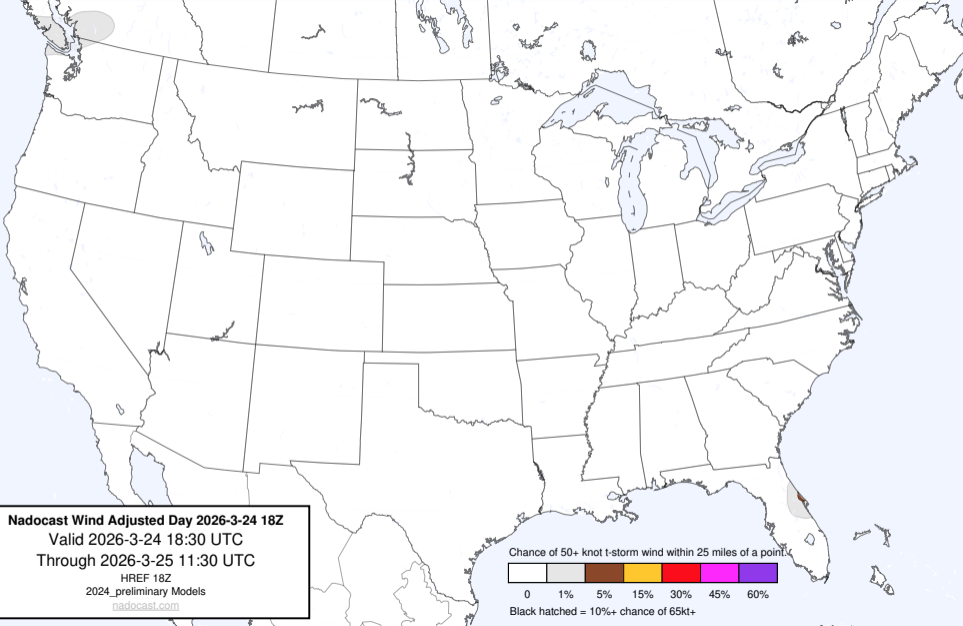 Nadocast Wind Adjusted Day 2026-3-24 18Z
Valid 2026-3-24 18:30 UTC
Through 2026-3-25 11:30 UTC
HREF 18Z
2024_preliminary Models
nadocast.com
Chance of 50+ knot t-storm wind within 25 miles of a point.
0 1% 5% 15% 30% 45% 60%
Black hatched = 10%+ chance of 65kt+